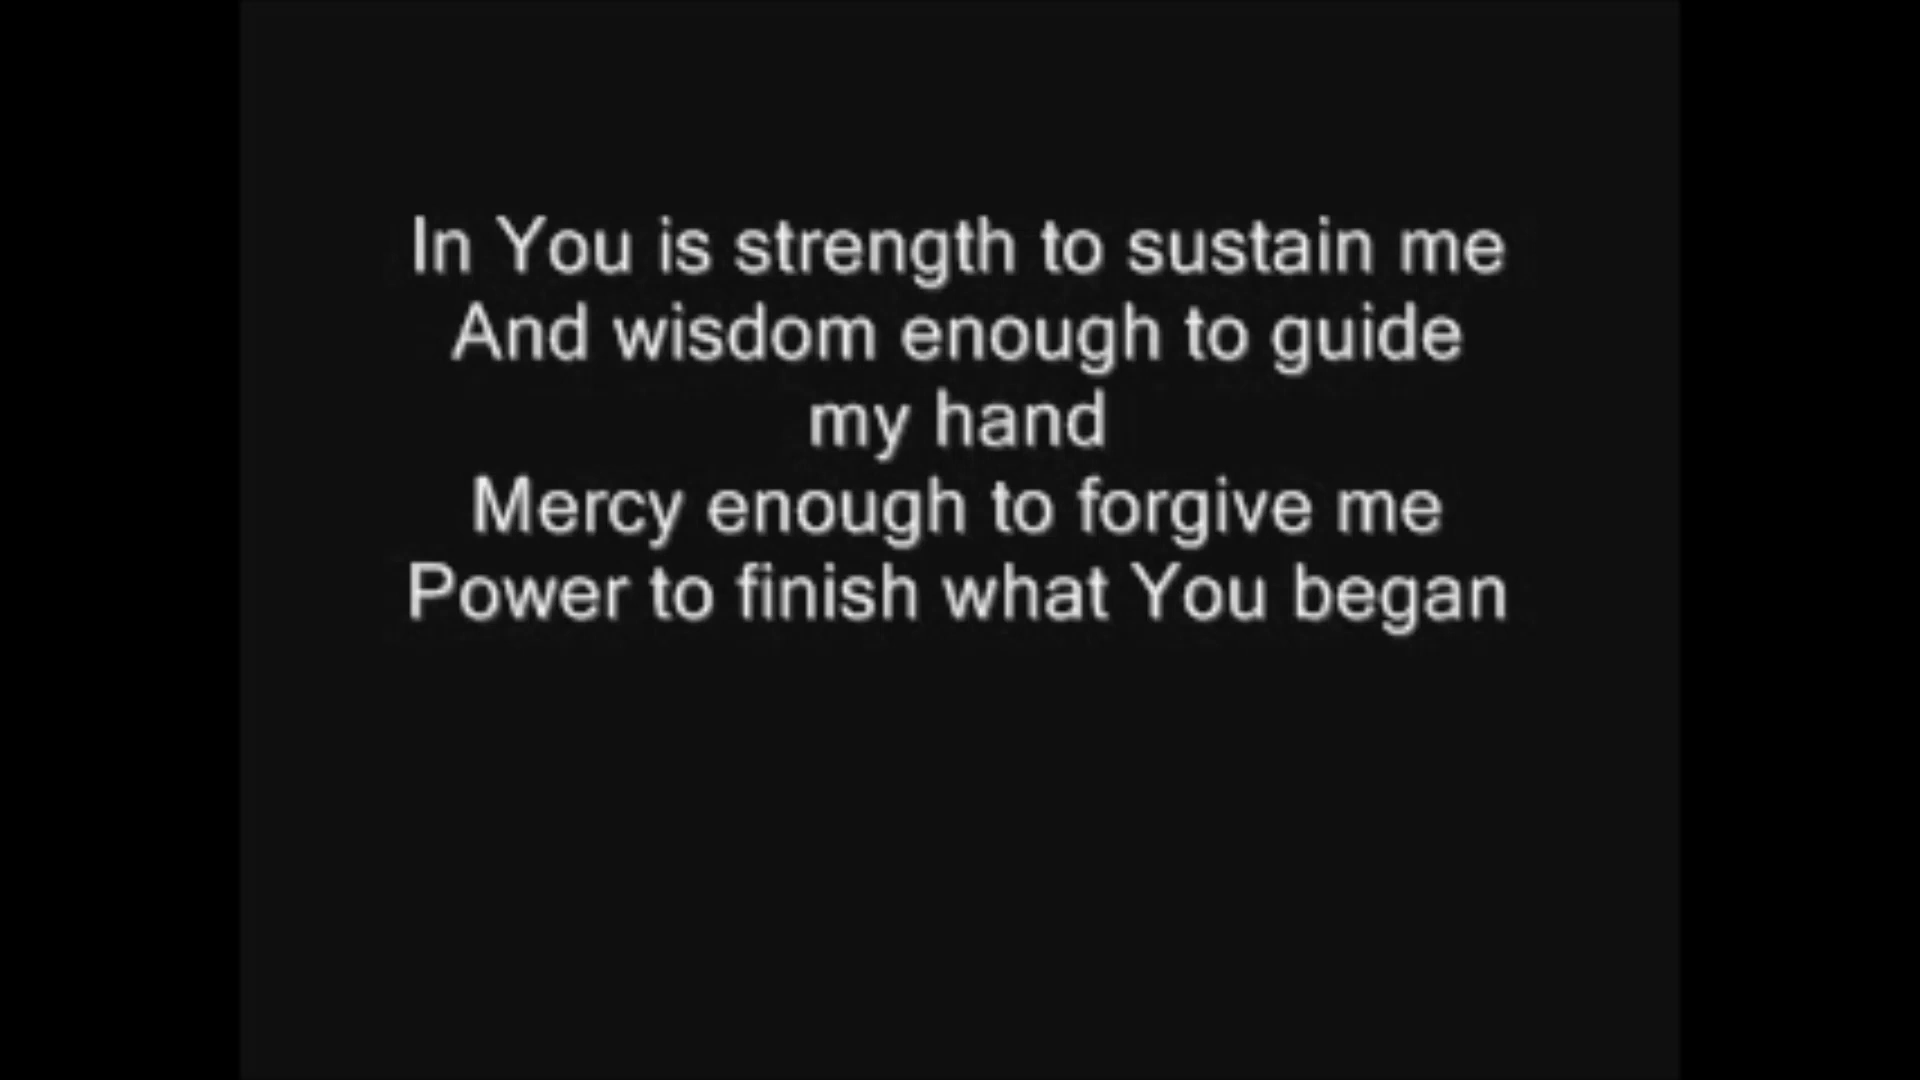 In You is strength to sustain me
And wisdom enough to guide
my hand
Mercy enough to forgive me
Power to finish what You began